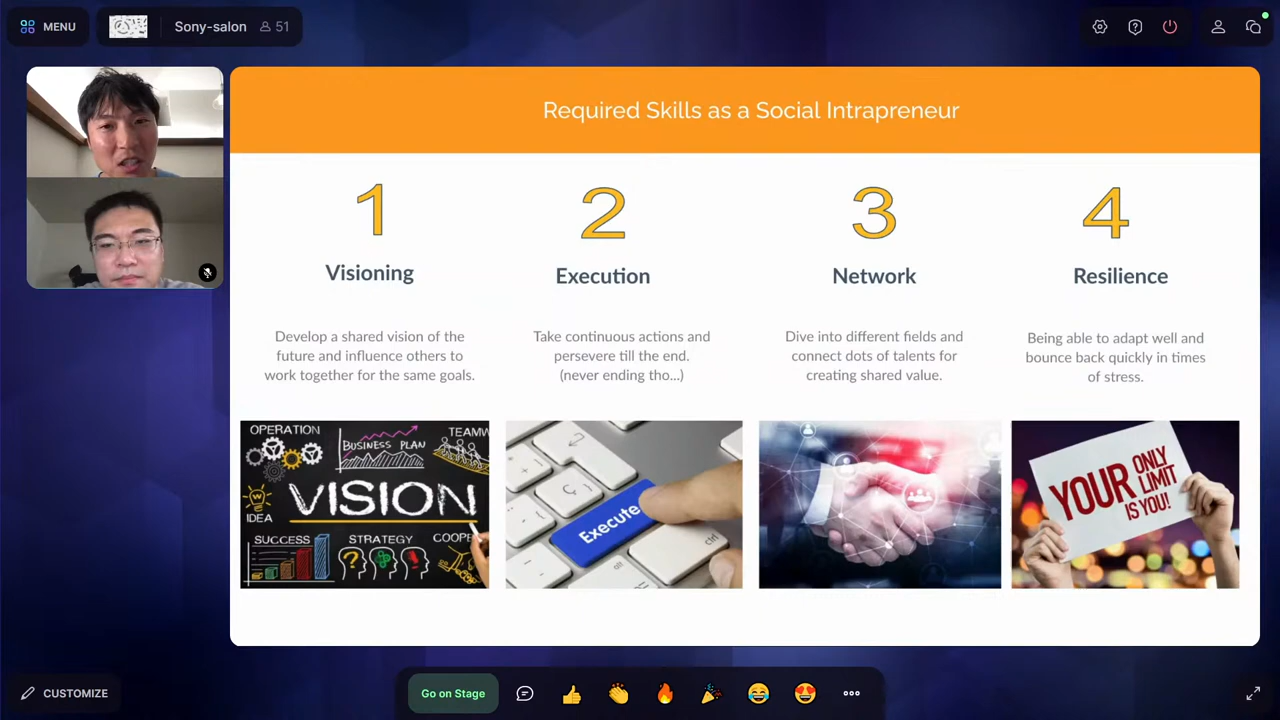 MENU
Sony-salon
51
Required Skills as a Social Intrapreneur
1
Visioning
Develop a shared vision of the
future and influence others to
work together for the same goals.
2
Execution
Take continuous actions and
persevere till the end.
(never ending tho...)
3
Network
Dive into different fields and
connect dots of talents for
creating shared value.
4
Resilience
Being able to adapt well and
bounce back quickly in times
of stress.
OPERATION
BUSINESS PLAN
TEAMW
VISION
IDEA
SUCCESS
STRATEGY
COOPE
Execute
ctrl
alt
YOUR ONLY
LIMIT
IS YOU!
CUSTOMIZE
Go on Stage